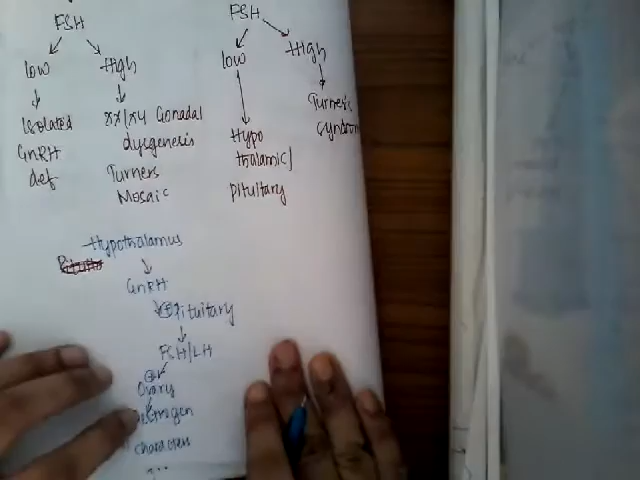 FSH
low High
Isolated XX/XY Gonadal
GnRH dysgenesis
def Turners
Mosaic
FSH
low High
Hypo Turner's
thalamic/ Syndrom
Pituitary
Hypothalamus
GnRH
Pituitary
FSH/LH
Ovary
Oestrogen
characters